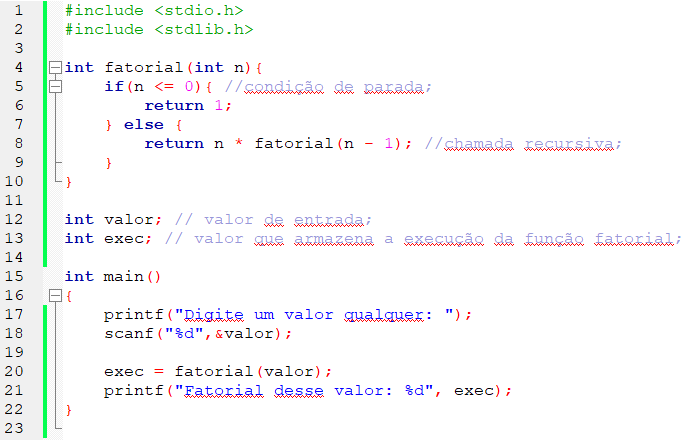 1 #include <stdio.h>
2 #include <stdlib.h>
3
4 int fatorial(int n){
5     if(n <= 0){ //condição de parada;
6         return 1;
7     } else {
8         return n * fatorial(n - 1); //chamada recursiva;
9     }
10 }
11
12 int valor; // valor de entrada;
13 int exec; // valor que armazena a execução da função fatorial;
14
15 int main()
16 {
17     printf("Digite um valor qualquer: ");
18     scanf("%d",&valor);
19
20     exec = fatorial(valor);
21     printf("Fatorial desse valor: %d", exec);
22 }
23